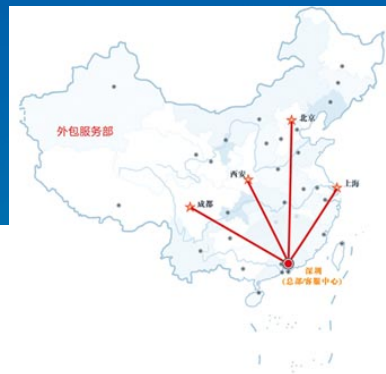 外包服务部
北京
西安
上海
成都
深圳
(总部/客服中心)